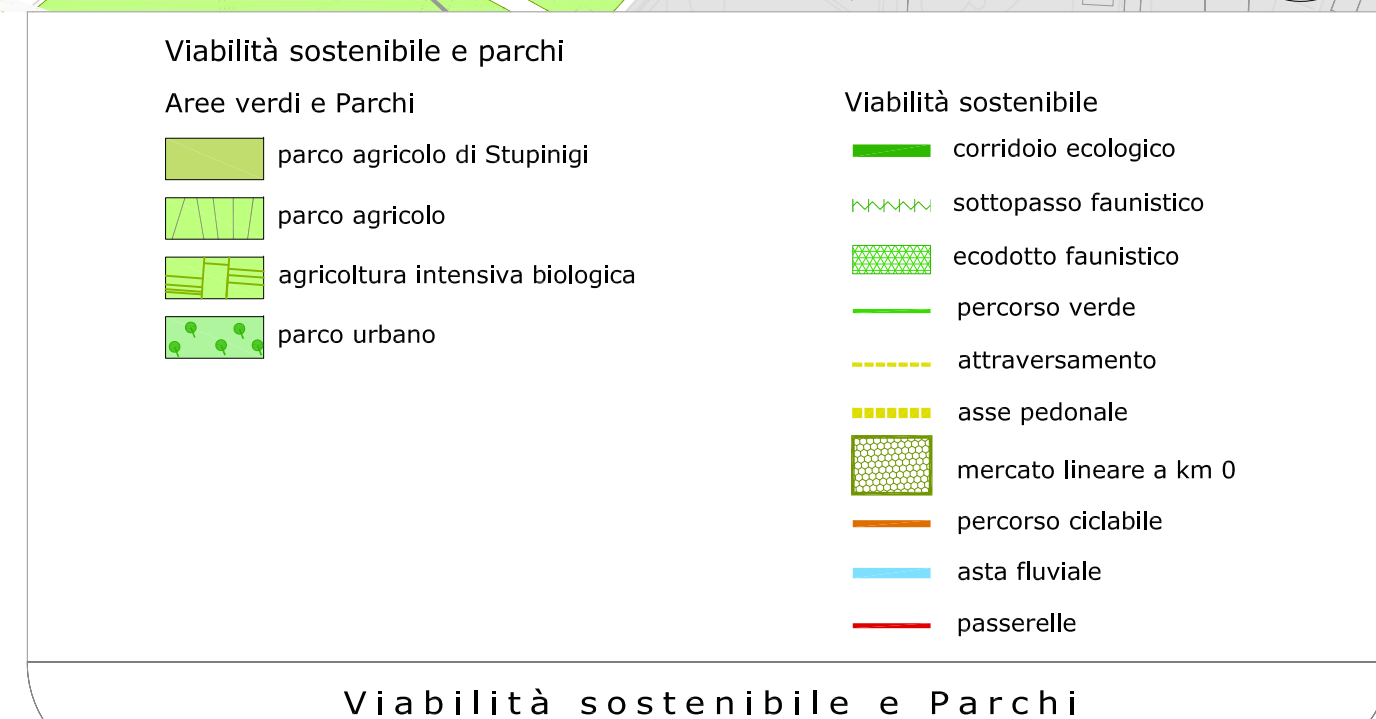 Viabilità sostenibile e parchi
Aree verdi e Parchi
parco agricolo di Stupinigi
parco agricolo
agricoltura intensiva biologica
parco urbano
Viabilità sostenibile
corridoio ecologico
sottopasso faunistico
ecodotto faunistico
percorso verde
attraversamento
asse pedonale
mercato lineare a km 0
percorso ciclabile
asta fluviale
passerelle
Viabilità sostenibile e Parchi